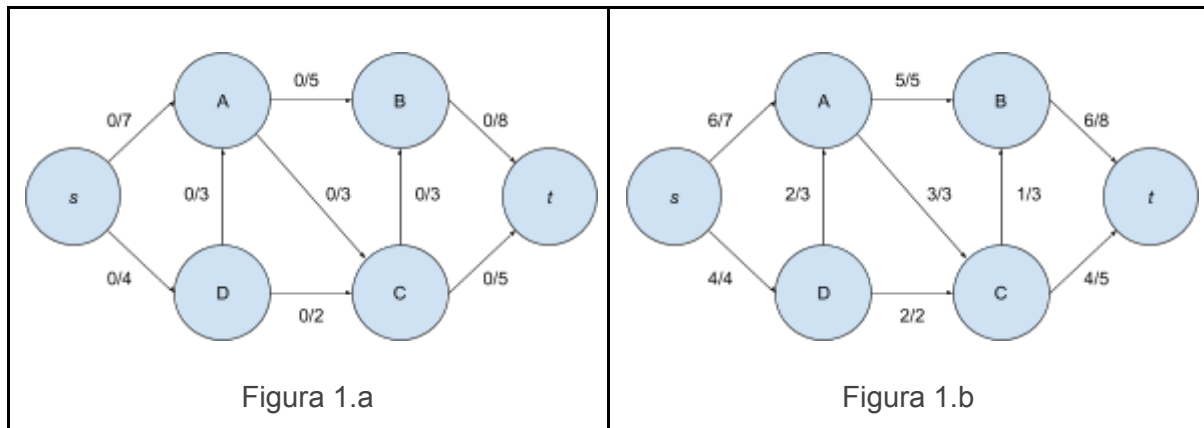 0/5
A
B
0/7
0/8
s
0/3
0/3
0/3
t
0/4
D
C
0/5
0/2
Figura 1.a
5/5
A
B
6/7
6/8
s
2/3
3/3
1/3
t
4/4
D
C
4/5
2/2
Figura 1.b